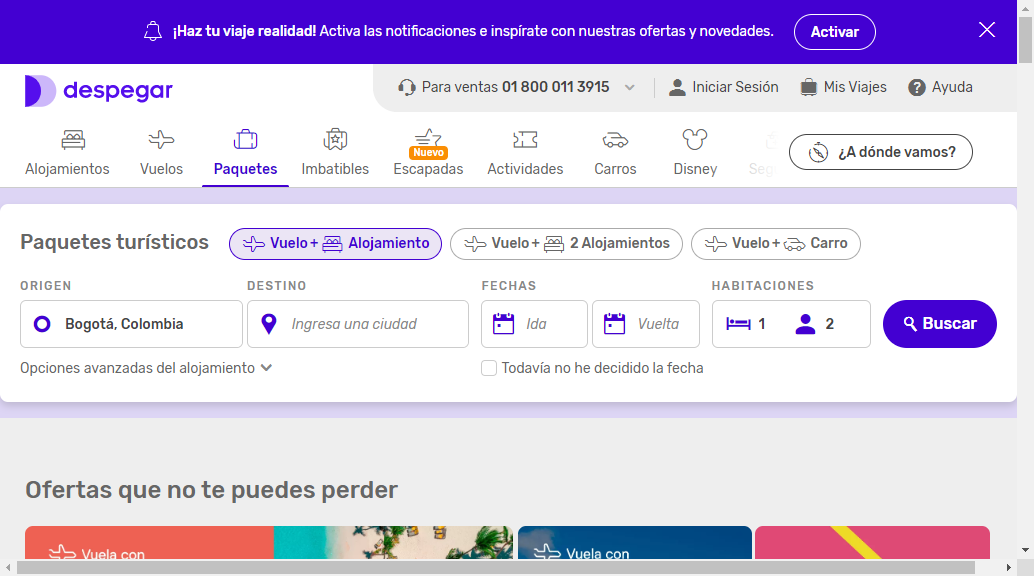 ¡Haz tu viaje realidad! Activa las notificaciones e inspírate con nuestras ofertas y novedades. Activar
despegar
Para ventas 01 800 011 3915
Iniciar Sesión
Mis Viajes
Ayuda
Alojamientos
Vuelos
Paquetes
Imbatibles
Nuevo
Escapadas
Actividades
Carros
Disney
Seg
¿A dónde vamos?
Paquetes turísticos
Vuelo + Alojamiento
Vuelo + 2 Alojamientos
Vuelo + Carro
ORIGEN
DESTINO
FECHAS
HABITACIONES
Bogotá, Colombia
Ingresa una ciudad
Ida
Vuelta
1
2
Buscar
Opciones avanzadas del alojamiento
Todavía no he decidido la fecha
Ofertas que no te puedes perder
Vuela con
Vuela con